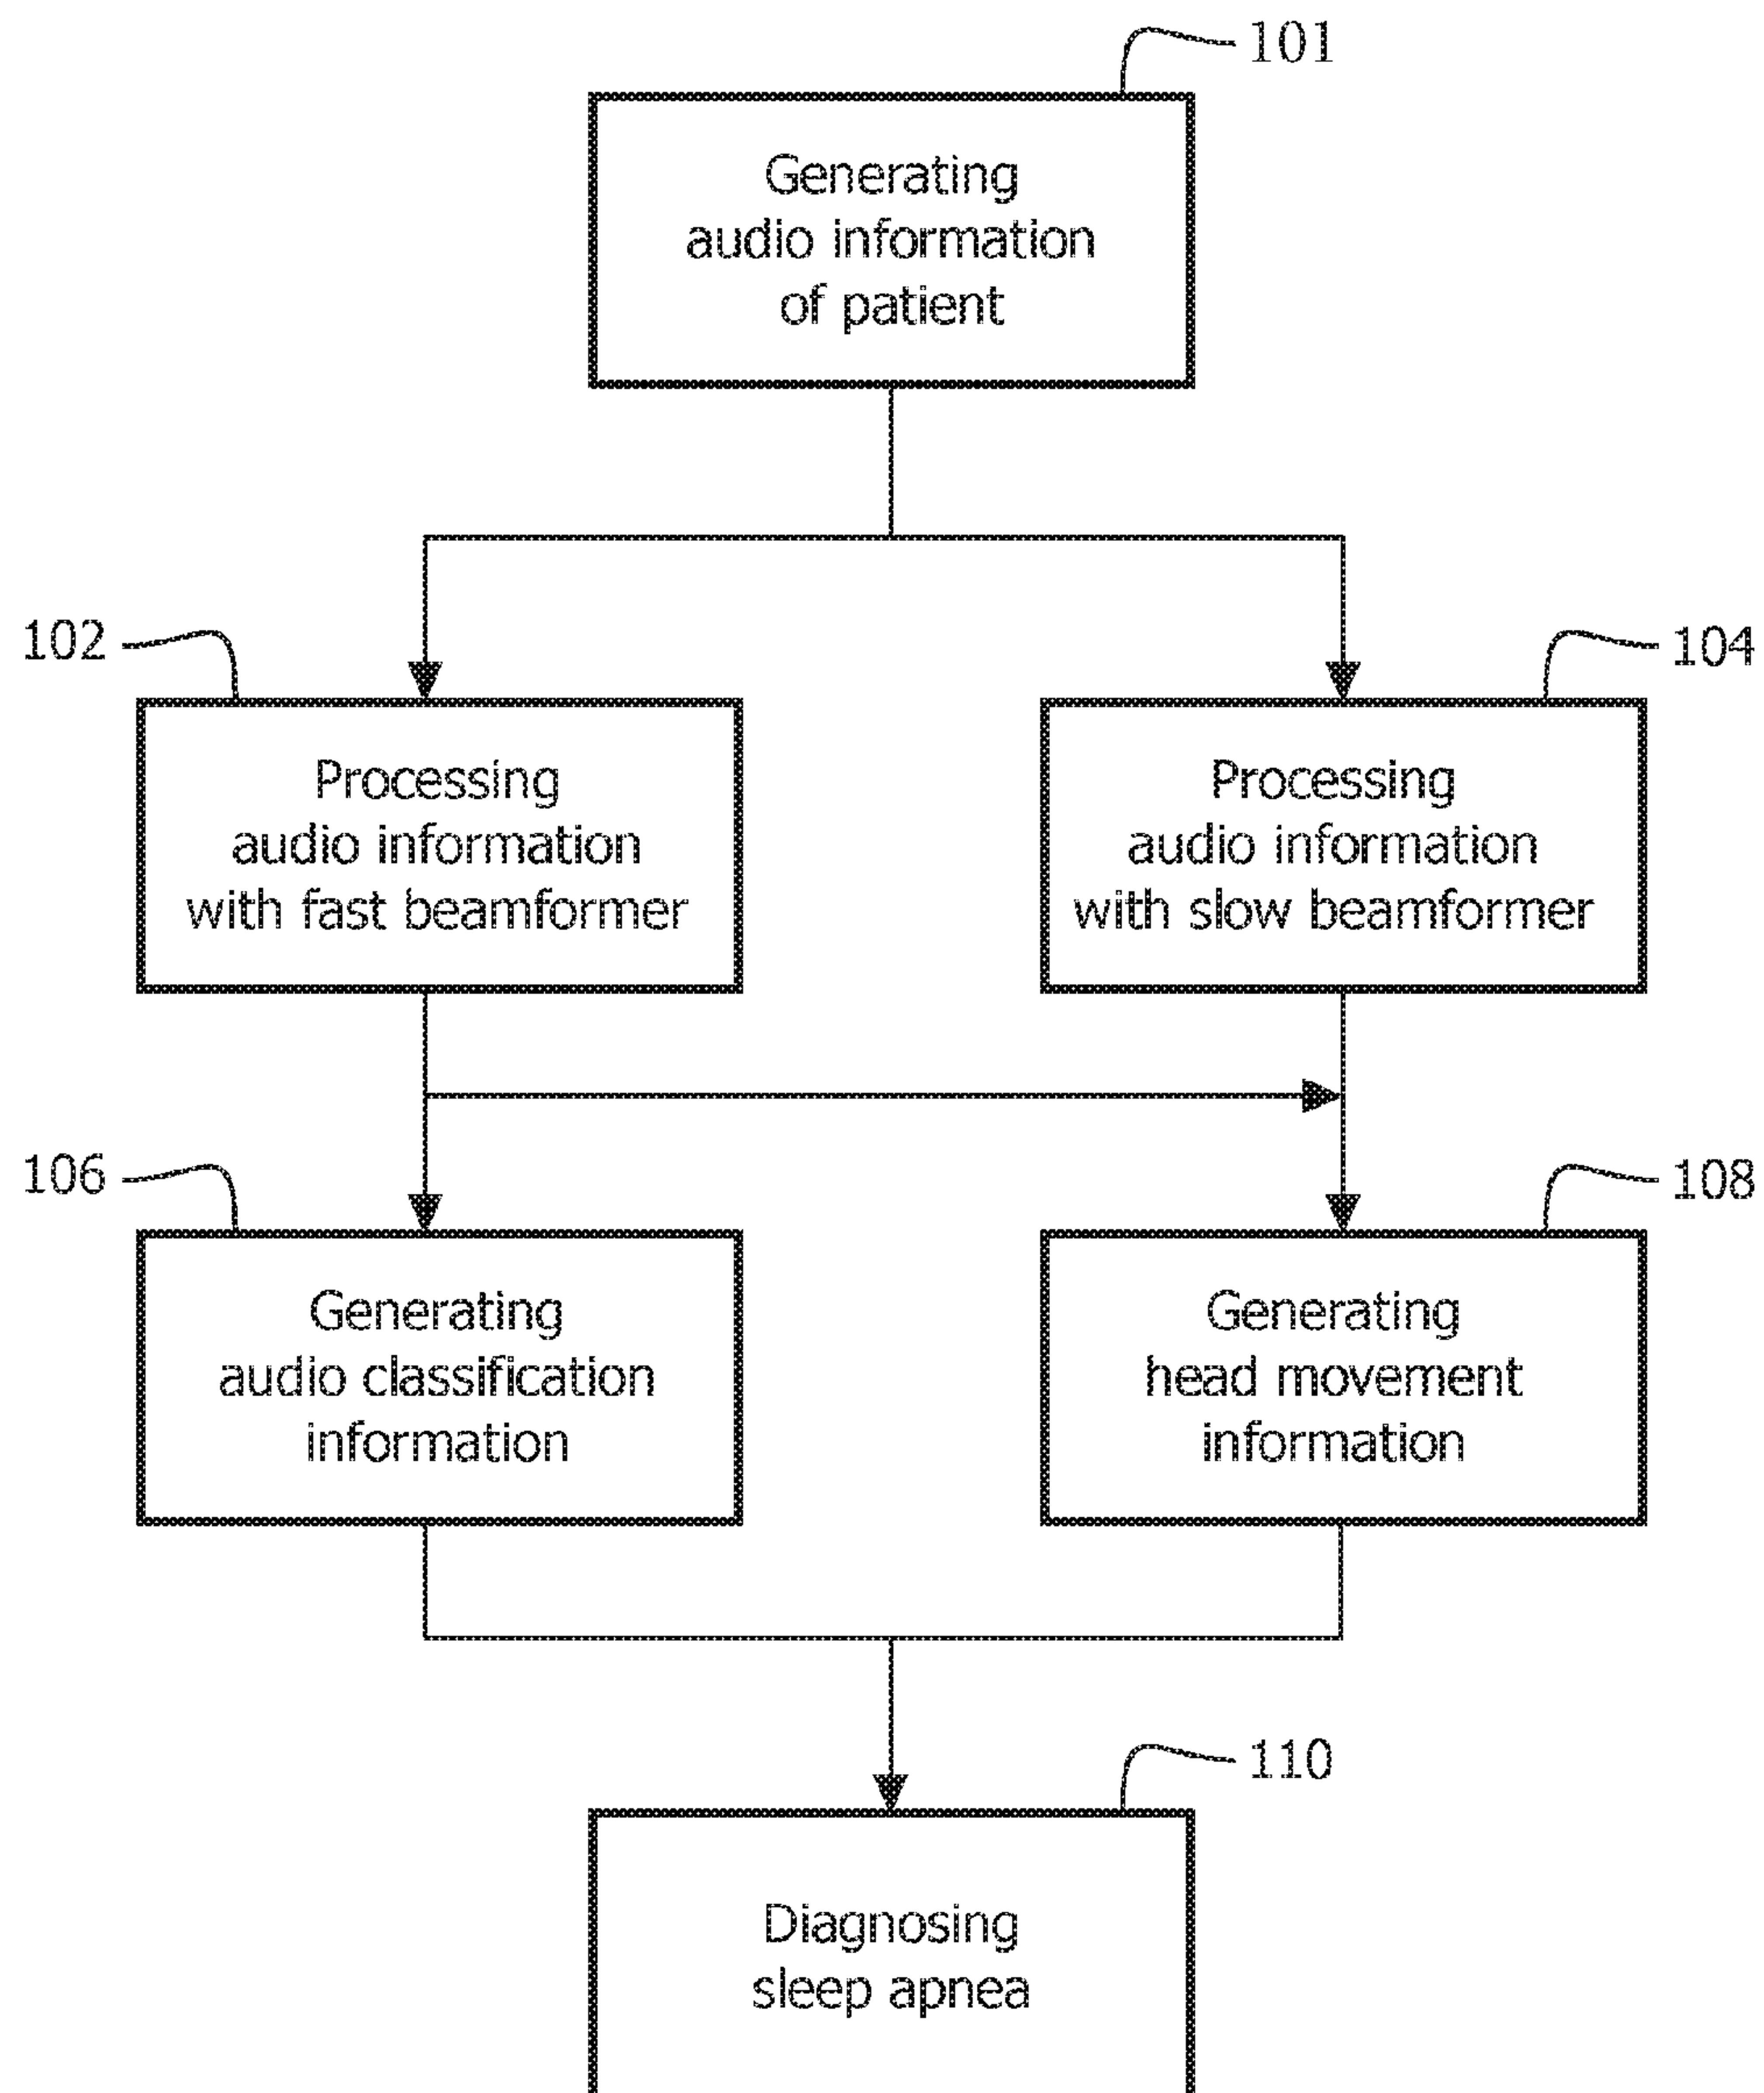 101
Generating
audio information
of patient
102
Processing
audio information
with fast beamformer
104
Processing
audio information
with slow beamformer
106
Generating
audio classification
information
108
Generating
head movement
information
110
Diagnosing
sleep apnea